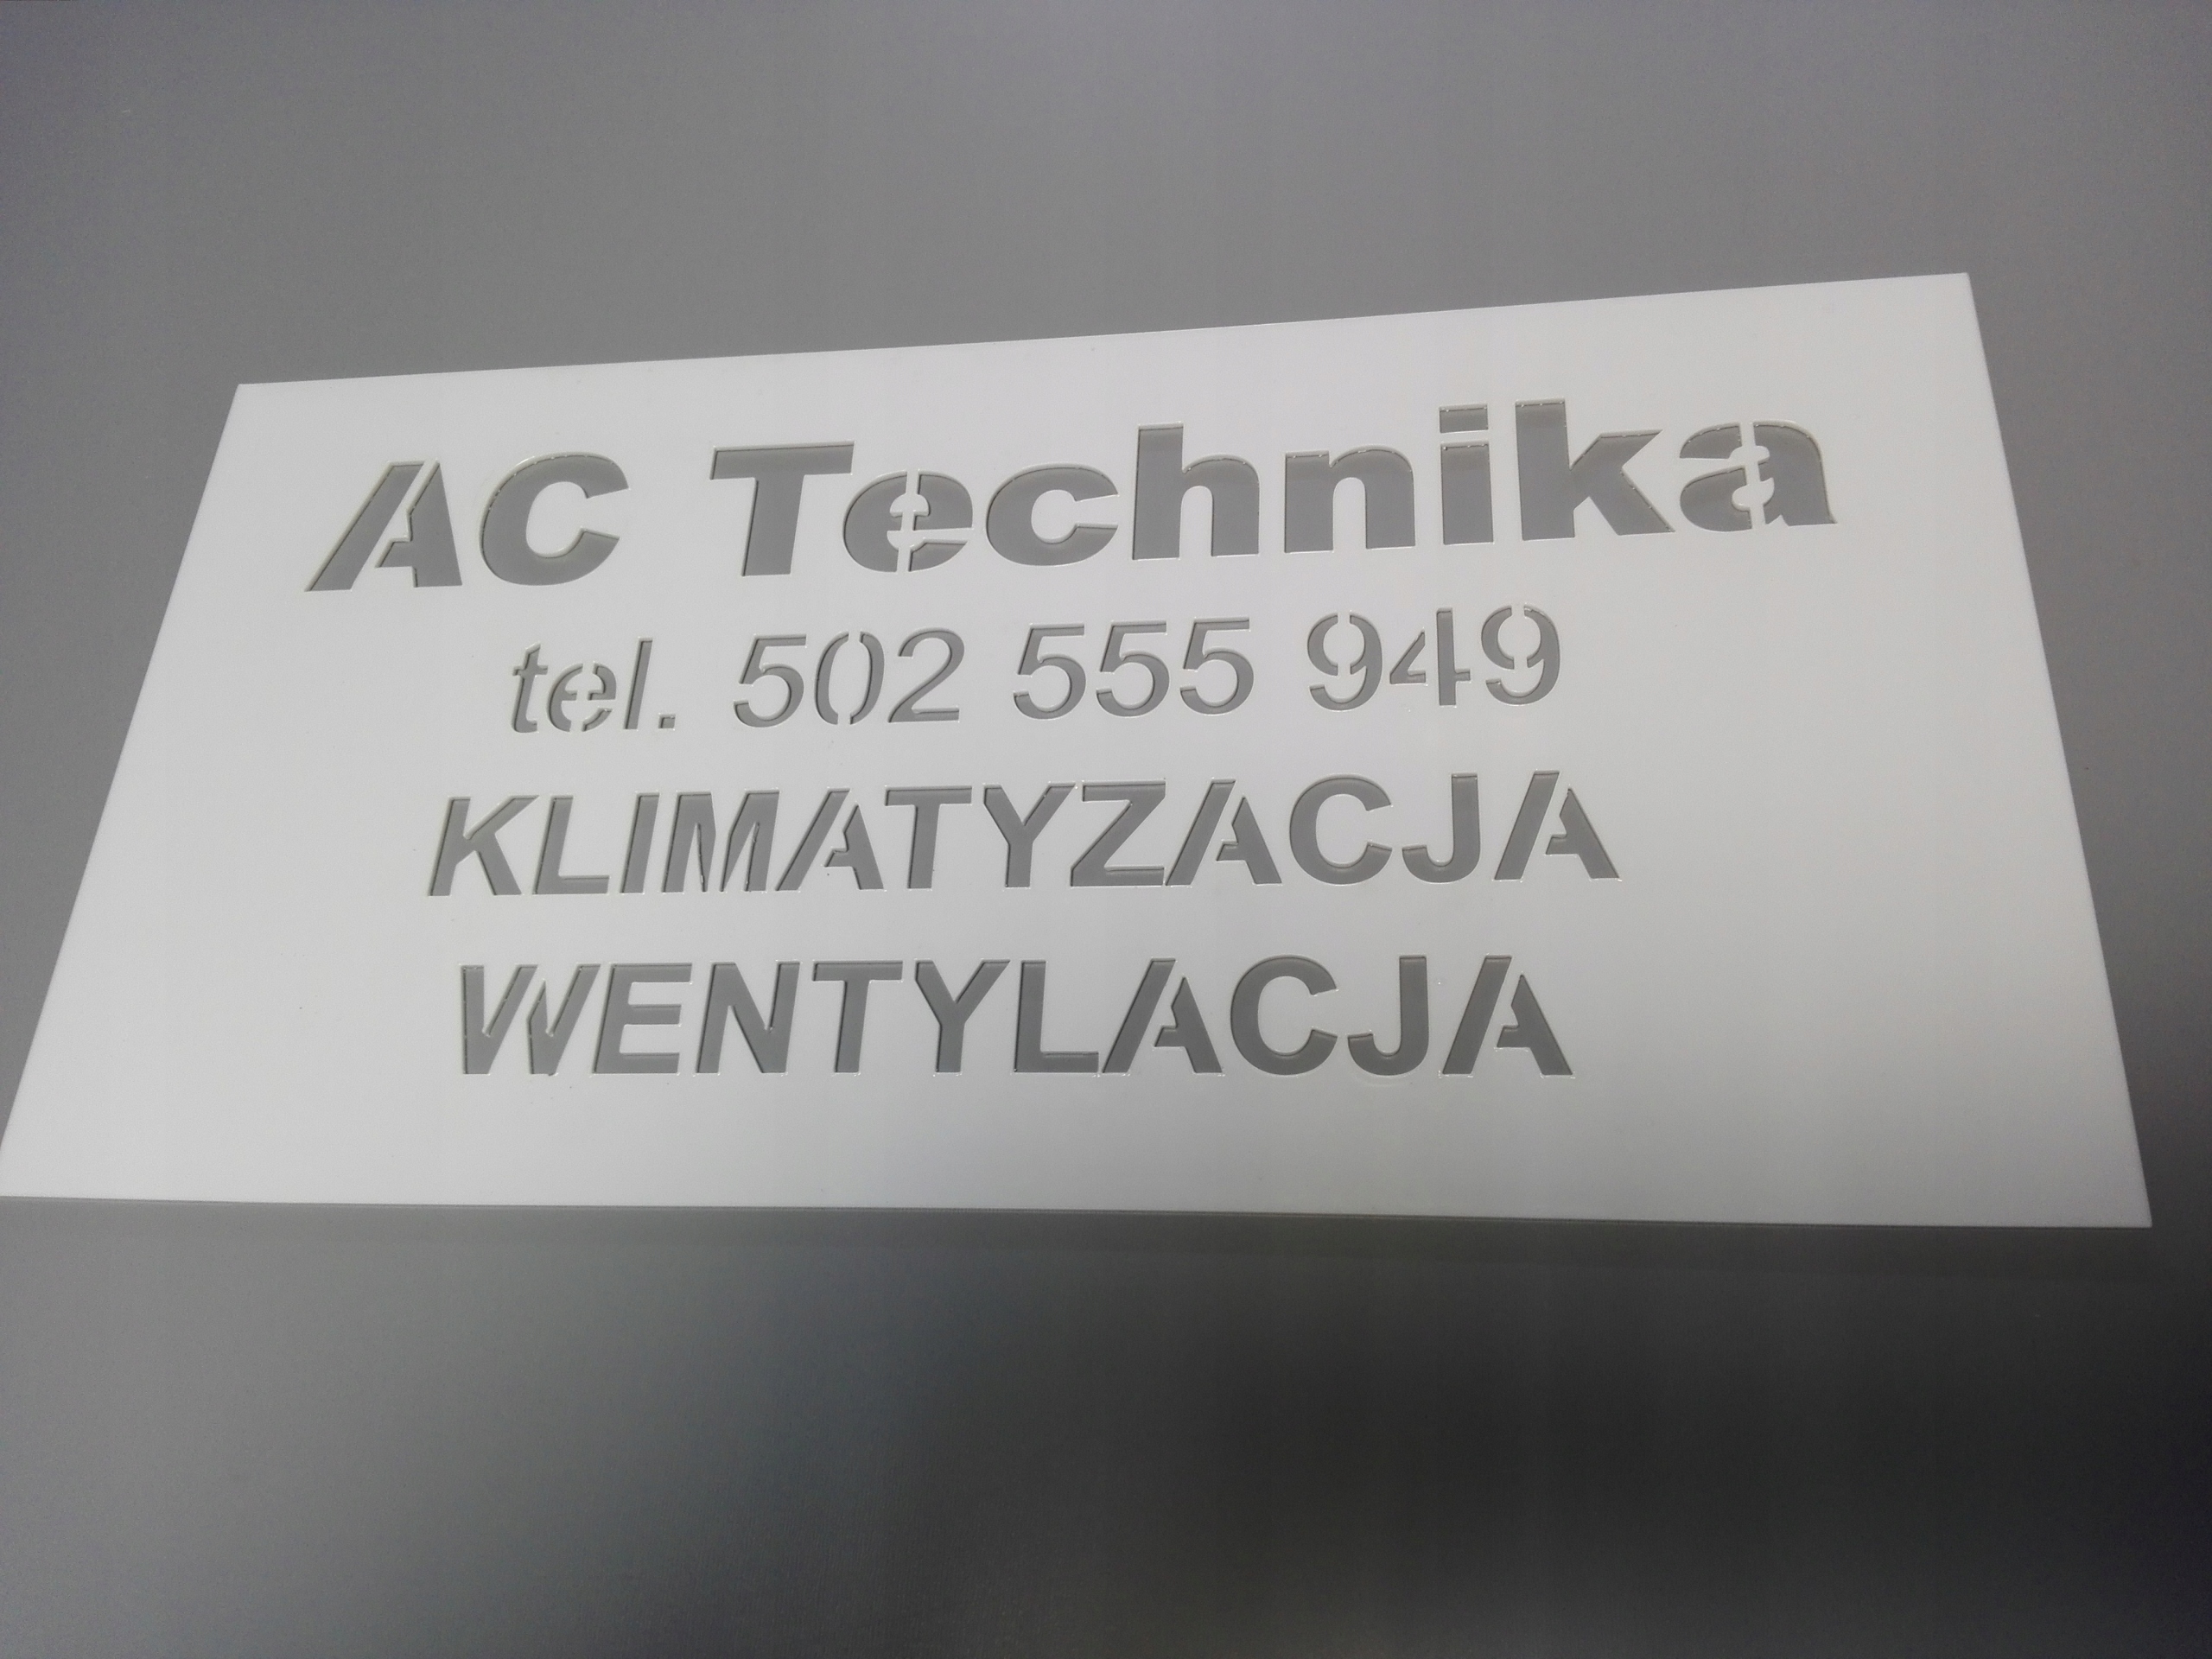 AC Technika
tel. 502 555 949
KLIMATYZACJA
WENTYLACJA